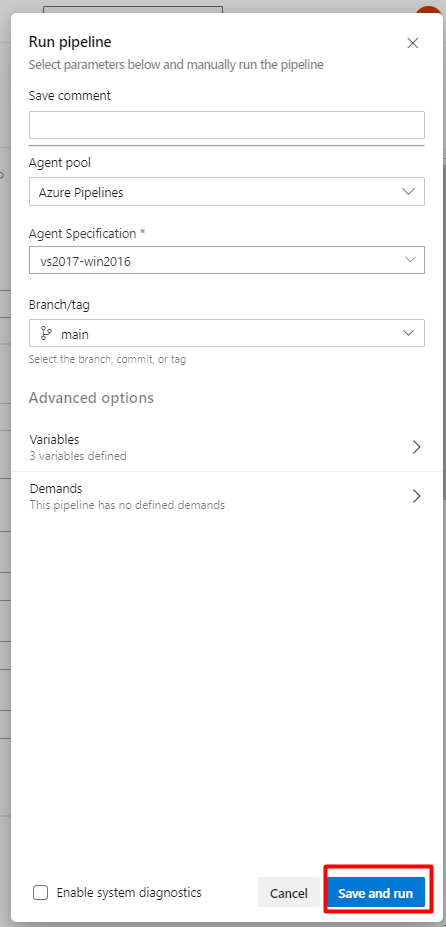 Run pipeline
Select parameters below and manually run the pipeline
Save comment
Agent pool
Azure Pipelines
Agent Specification *
vs2017-win2016
Branch/tag
main
Select the branch, commit, or tag
Advanced options
Variables
3 variables defined
Demands
This pipeline has no defined demands
Enable system diagnostics
Cancel
Save and run